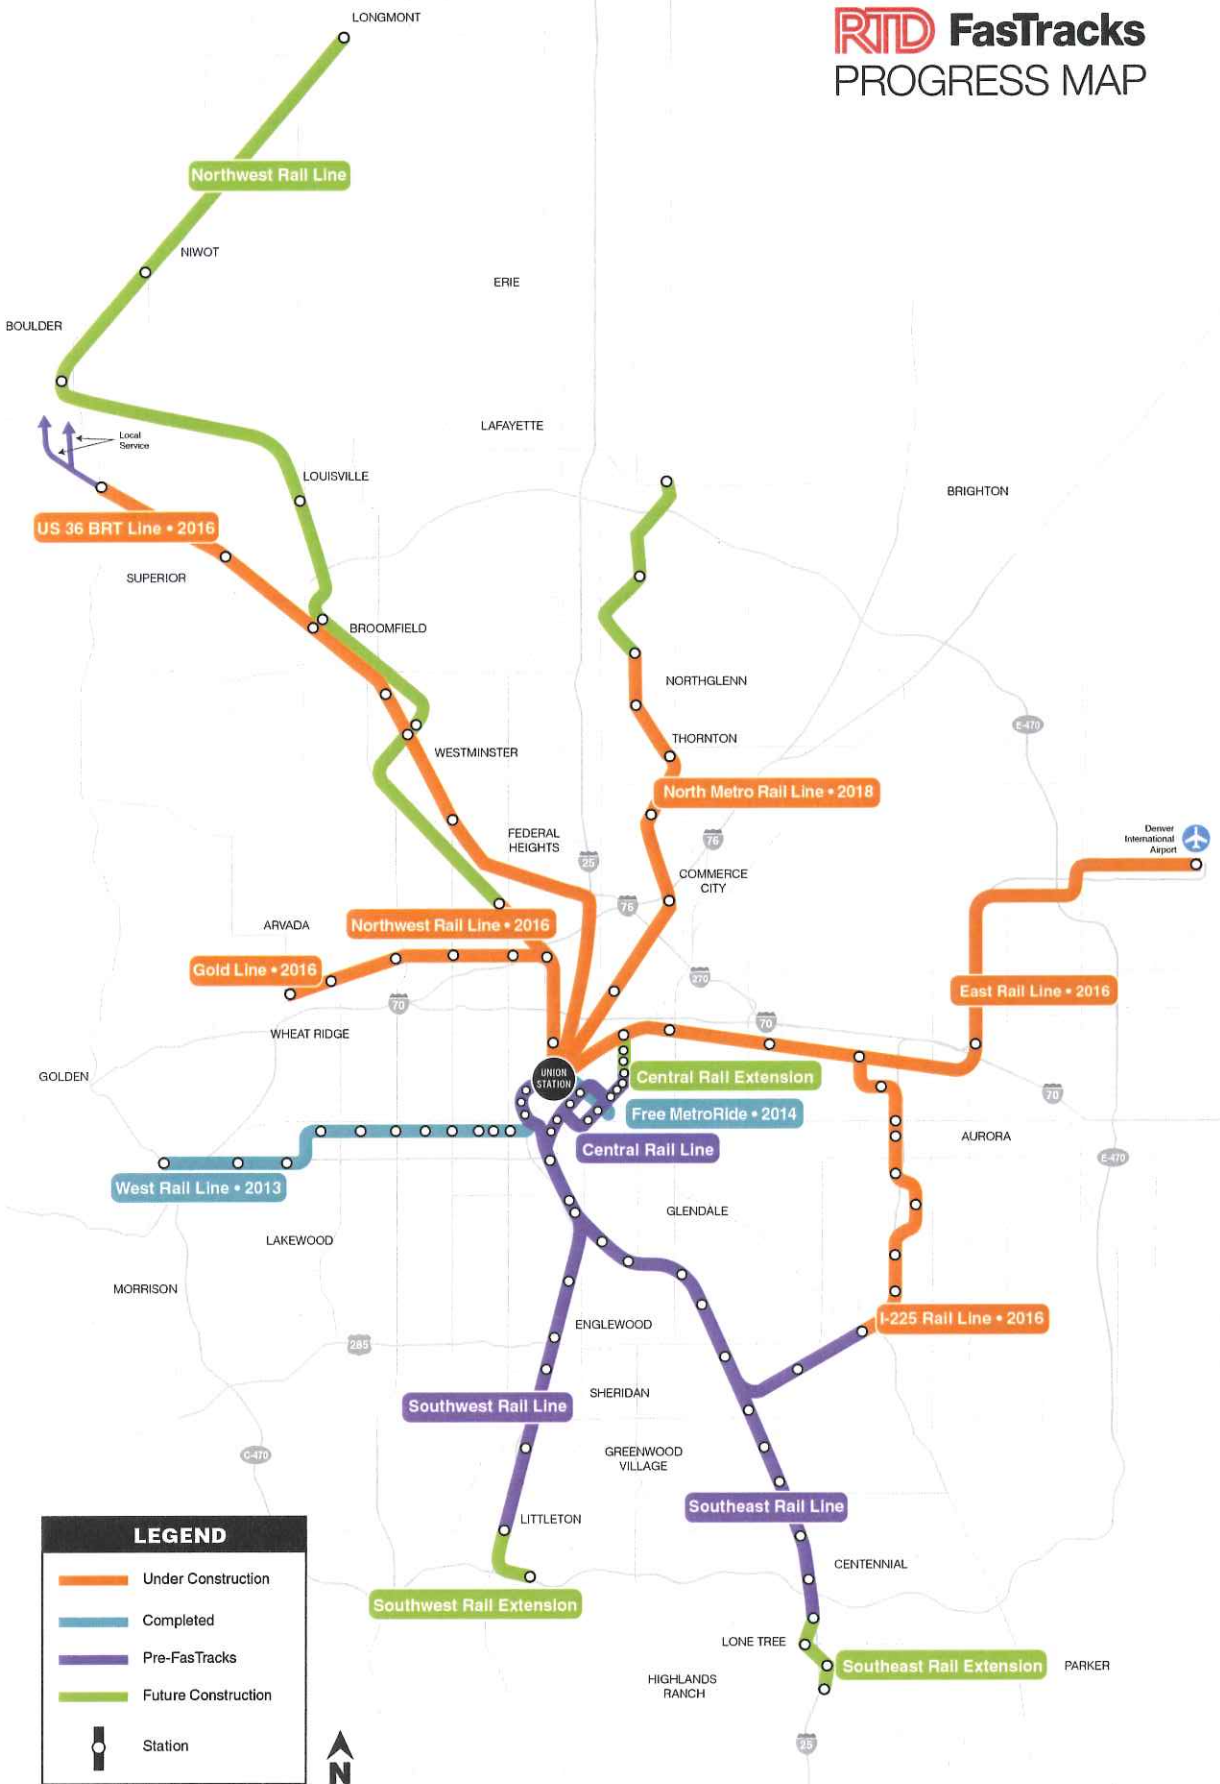 LONGMONT
RTD FasTracks
PROGRESS MAP
Northwest Rail Line
NIWOT
ERIE
BOULDER
LAFAYETTE
Local
Service
LOUISVILLE
BRIGHTON
US 36 BRT Line • 2016
SUPERIOR
BROOMFIELD
NORTHGLENN
E-470
THORNTON
WESTMINSTER
North Metro Rail Line • 2018
FEDERAL
HEIGHTS
25
76
Denver
International
Airport
COMMERCE
CITY
76
ARVADA
Northwest Rail Line • 2016
Gold Line • 2016
270
East Rail Line • 2016
70
70
WHEAT RIDGE
GOLDEN
UNION
STATION
Central Rail Extension
70
Free MetroRide • 2014
AURORA
Central Rail Line
E-470
West Rail Line • 2013
GLENDALE
LAKEWOOD
MORRISON
I-225 Rail Line • 2016
ENGLEWOOD
285
SHERIDAN
Southwest Rail Line
GREENWOOD
VILLAGE
C-470
Southeast Rail Line
LITTLETON
LEGEND
Under Construction
Completed
Pre-FasTracks
Future Construction
Station
N
CENTENNIAL
Southwest Rail Extension
LONE TREE
Southeast Rail Extension
PARKER
HIGHLANDS
RANCH
25